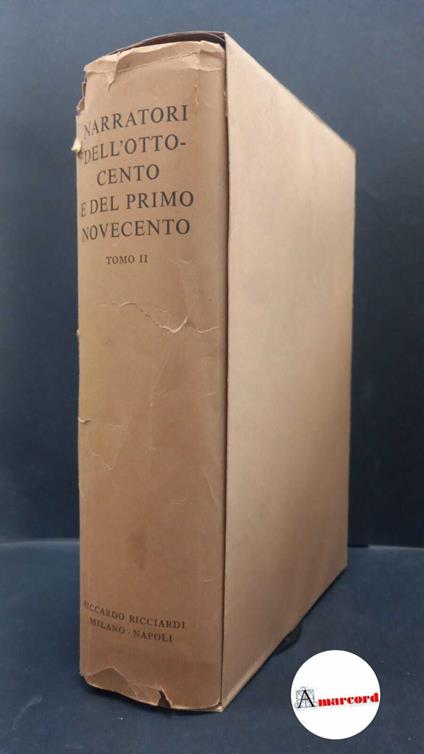 NARRATORI
DELL'OTTO-
CENTO
E DEL PRIMO
NOVECENTO
TOMO II
RICCARDO RICCIARDI
MILANO · NAPOLI
Amarcord